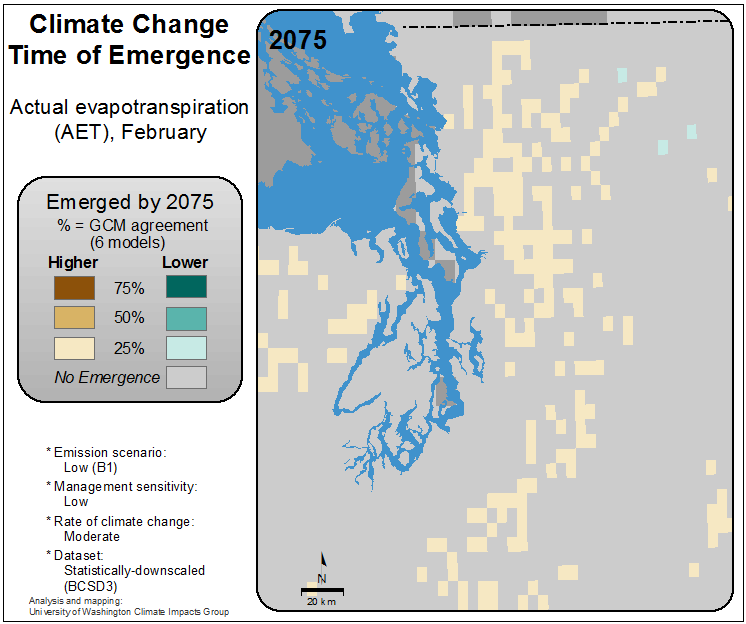 Climate Change
Time of Emergence
Actual evapotranspiration
(AET), February
Emerged by 2075
% = GCM agreement
(6 models)
Higher Lower
75%
50%
25%
No Emergence
* Emission scenario:
Low (B1)
* Management sensitivity:
Low
* Rate of climate change:
Moderate
* Dataset:
Statistically-downscaled
(BCSD3)
Analysis and mapping:
University of Washington Climate Impacts Group
2075
N
20 km